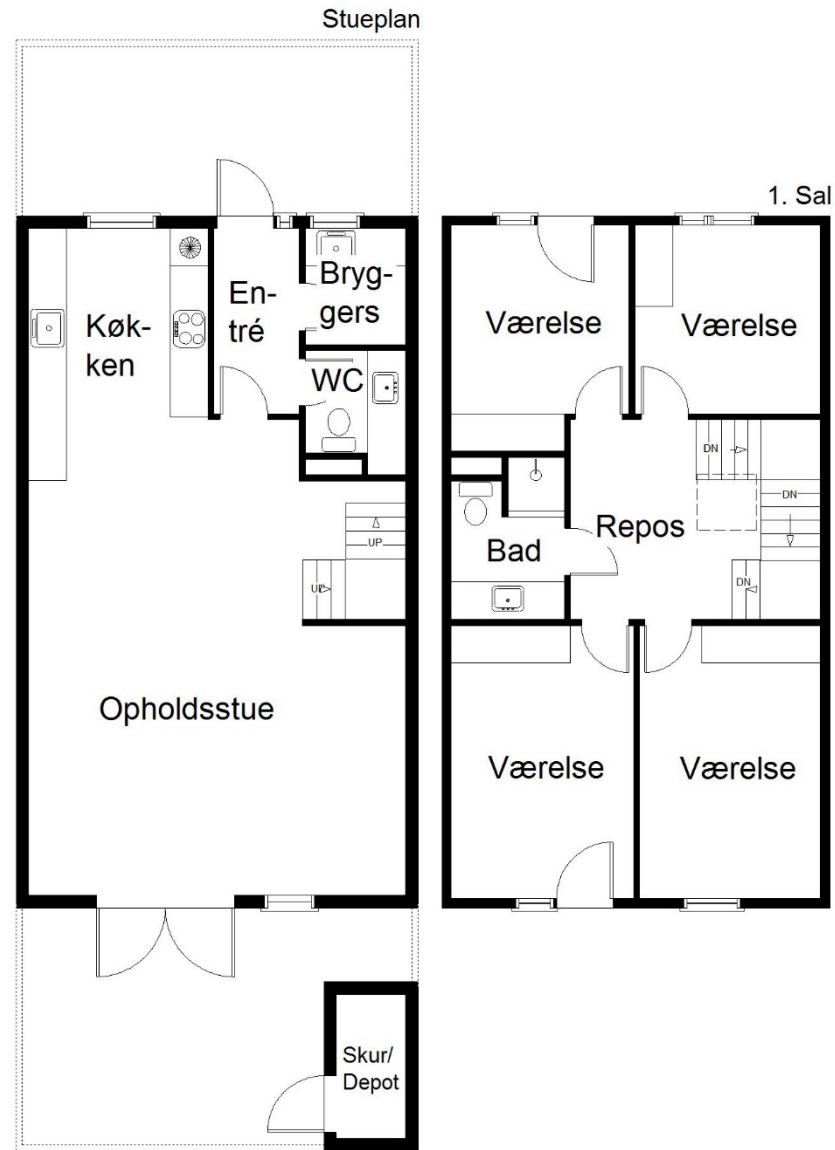 Stueplan
Køk-
ken
En-
tré
Bryg-
gers
WC
UP
UP
Opholdsstue
Skur/
Depot
1. Sal
Værelse
Værelse
DN
DN
DN
Repos
Bad
Værelse
Værelse